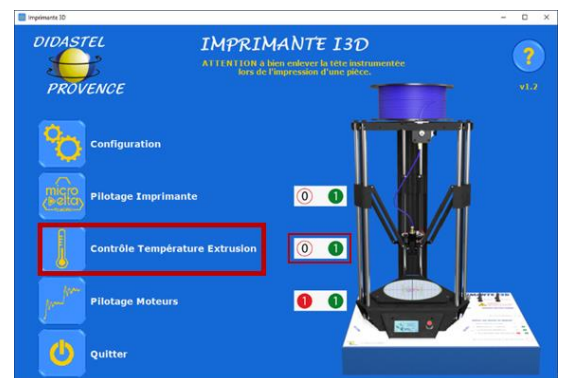 Imprimante 3D
DIDASTEL
PROVENCE
IMPRIMANTE I3D
ATTENTION à bien enlever la tête instrumentée
lors de l'impression d'une pièce.
?
v1.2
Configuration
micro
delta
Pilotage Imprimante
0 1
Contrôle Température Extrusion
0 1
Pilotage Moteurs
1 1
Quitter